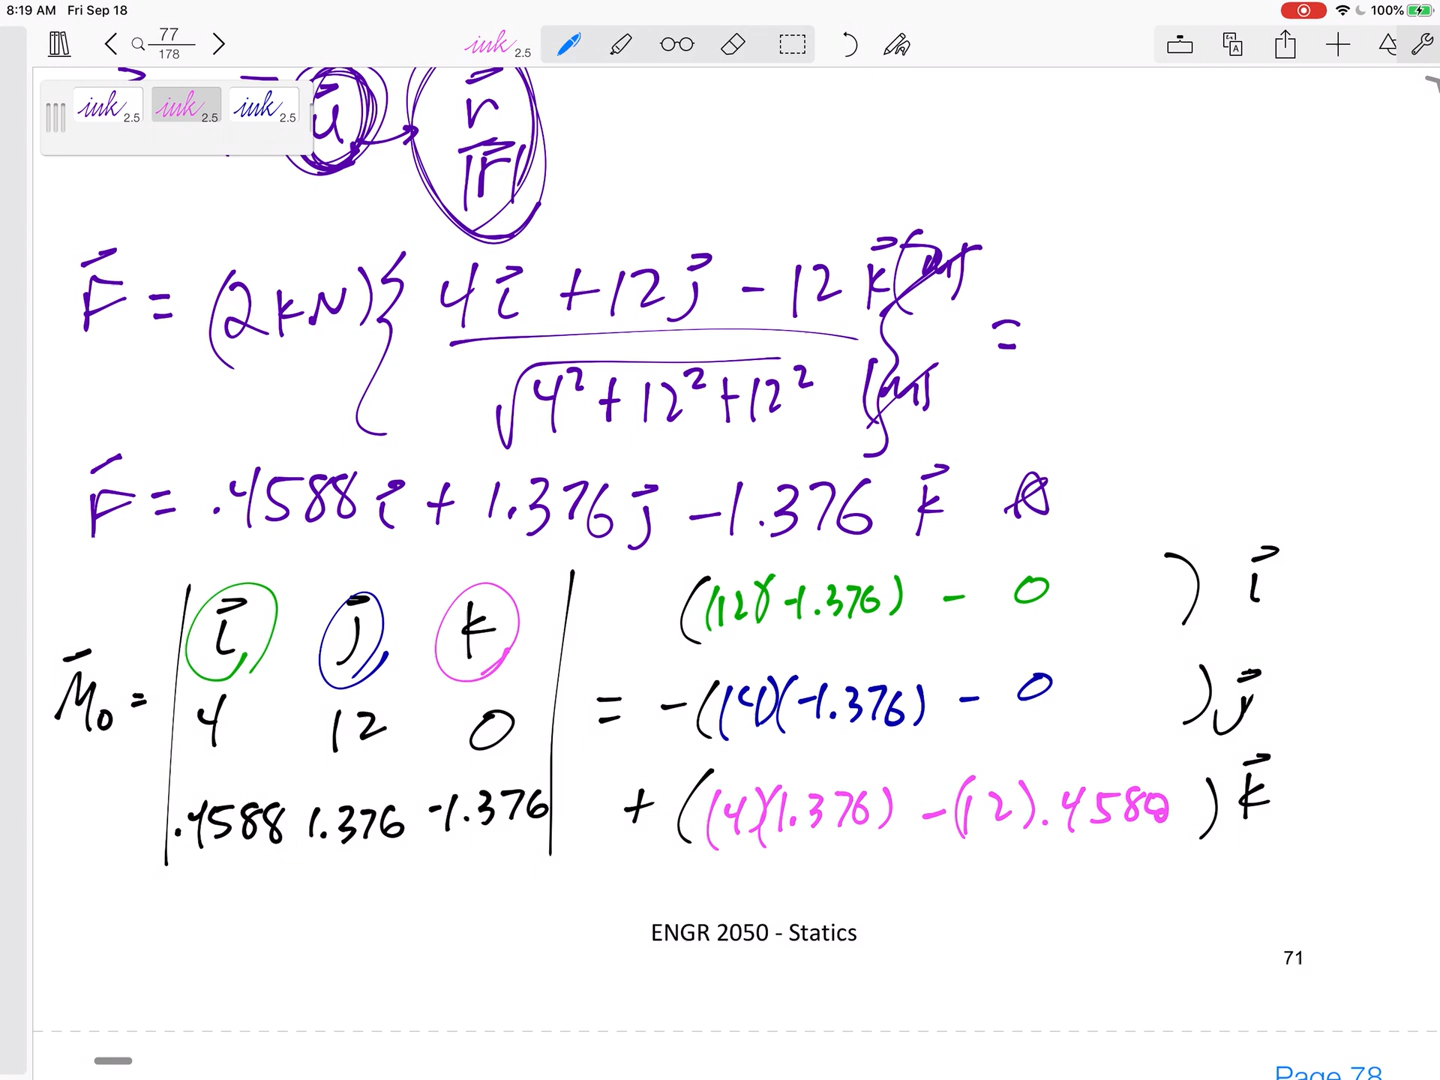 8:19 AM Fri Sep 18
100%
77
178
ink 2.5
ink 2.5 ink 2.5 ink 2.5
u⃗ r⃗
|r⃗|
F⃗ = (2kN){ 4i⃗ + 12j⃗ - 12 k⃗ (m)
√4² + 12² + 12² (m) } =
F⃗ = .4588 i⃗ + 1.376 j⃗ - 1.376 k⃗
i⃗ j⃗ k⃗ ((12)(-1.376) - 0 ) i⃗
M⃗o = 4 12 0 = -((4)(-1.376) - 0 ) j⃗
.4588 1.376 -1.376 + ((4)(1.376) - (12).4588 ) k⃗
ENGR 2050 - Statics
71
Page 78